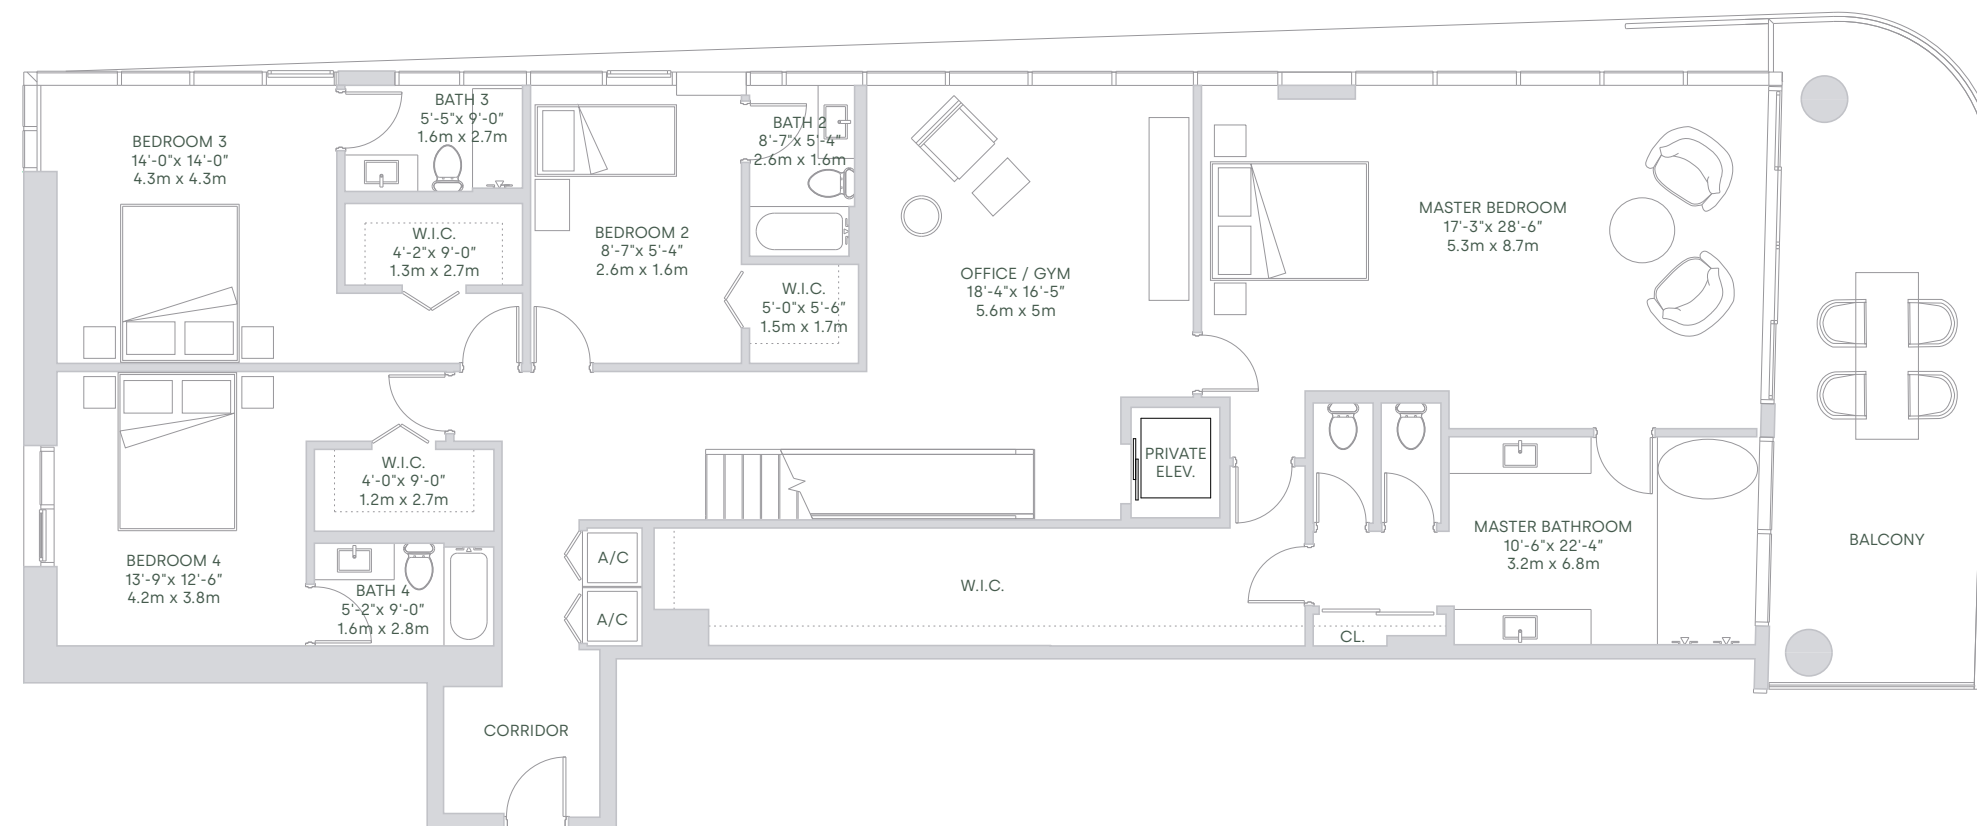 BEDROOM 3
14'-0"x 14'-0"
4.3m x 4.3m
BATH 3
5'-5"x 9'-0"
1.6m x 2.7m
W.I.C.
4'-2"x 9'-0"
1.3m x 2.7m
BEDROOM 2
8'-7"x 5'-4"
2.6m x 1.6m
BATH 2
8'-7"x 5'-4"
2.6m x 1.6m
W.I.C.
5'-0"x 5'-6"
1.5m x 1.7m
OFFICE / GYM
18'-4"x 16'-5"
5.6m x 5m
MASTER BEDROOM
17'-3"x 28'-6"
5.3m x 8.7m
PRIVATE
ELEV.
W.I.C.
4'-0"x 9'-0"
1.2m x 2.7m
BEDROOM 4
13'-9"x 12'-6"
4.2m x 3.8m
BATH 4
5'-2"x 9'-0"
1.6m x 2.8m
A/C
A/C
W.I.C.
MASTER BATHROOM
10'-6"x 22'-4"
3.2m x 6.8m
CL.
BALCONY
CORRIDOR